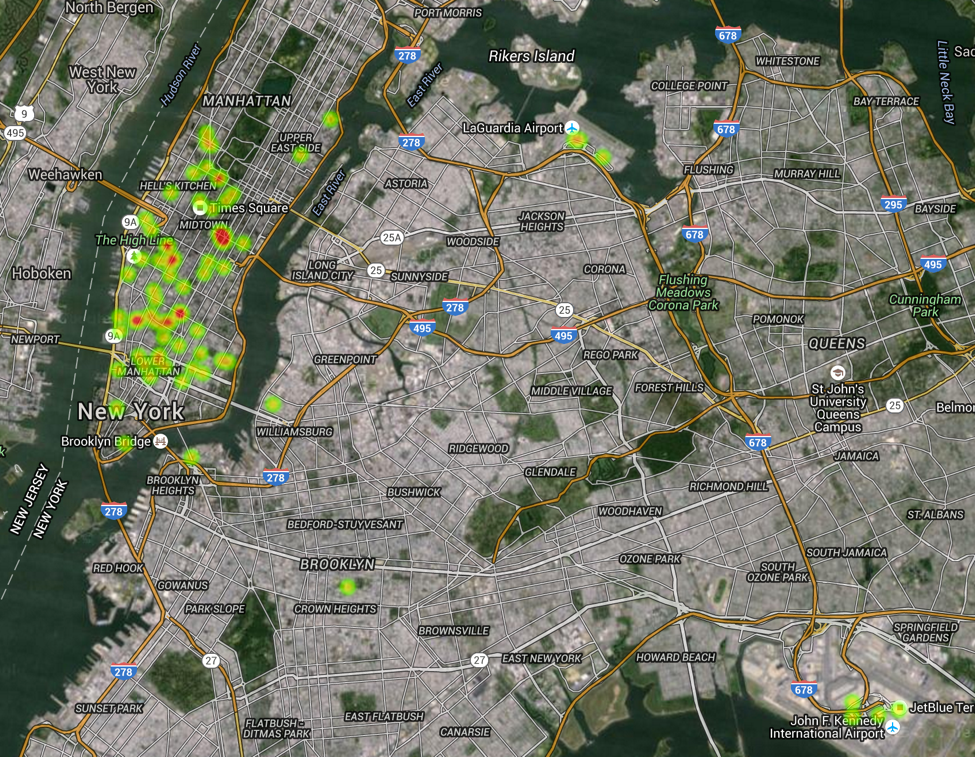 North Bergen
PORT MORRIS
278
Rikers Island
678
WHITESTONE
Little Neck Bay
West New
York
Hudson River
East River
COLLEGE POINT
BAY TERRACE
9
495
MANHATTAN
LaGuardia Airport
678
UPPER
EAST SIDE
278
Weehawken
HELL'S KITCHEN
ASTORIA
FLUSHING
MURRAY HILL
East River
Times Square
295
BAYSIDE
9A
MIDTOWN
JACKSON
HEIGHTS
678
The High Line
25A
WOODSIDE
Hoboken
LONG
ISLAND CITY
25
SUNNYSIDE
CORONA
495
Flushing
Meadows
Corona Park
Cunningham
Park
278
25
POMONOK
9A
495
495
NEWPORT
QUEENS
GREENPOINT
REGO PARK
LOWER
MANHATTAN
MIDDLE VILLAGE
FOREST HILLS
St John's
University
Queens
Campus
25
New York
WILLIAMSBURG
Brooklyn Bridge
RIDGEWOOD
678
JAMAICA
278
GLENDALE
BROOKLYN
HEIGHTS
BUSHWICK
RICHMOND HILL
NEW JERSEY
NEW YORK
278
BEDFORD-STUYVESANT
WOODHAVEN
ST. ALBANS
SOUTH JAMAICA
RED HOOK
BROOKLYN
OZONE PARK
SOUTH
OZONE PARK
GOWANUS
PARK SLOPE
CROWN HEIGHTS
BROWNSVILLE
SPRINGFIELD
GARDENS
278
27
27
EAST NEW YORK
HOWARD BEACH
678
SUNSET PARK
JetBlue Ter
FLATBUSH -
DITMAS PARK
EAST FLATBUSH
CANARSIE
John F. Kennedy
International Airport